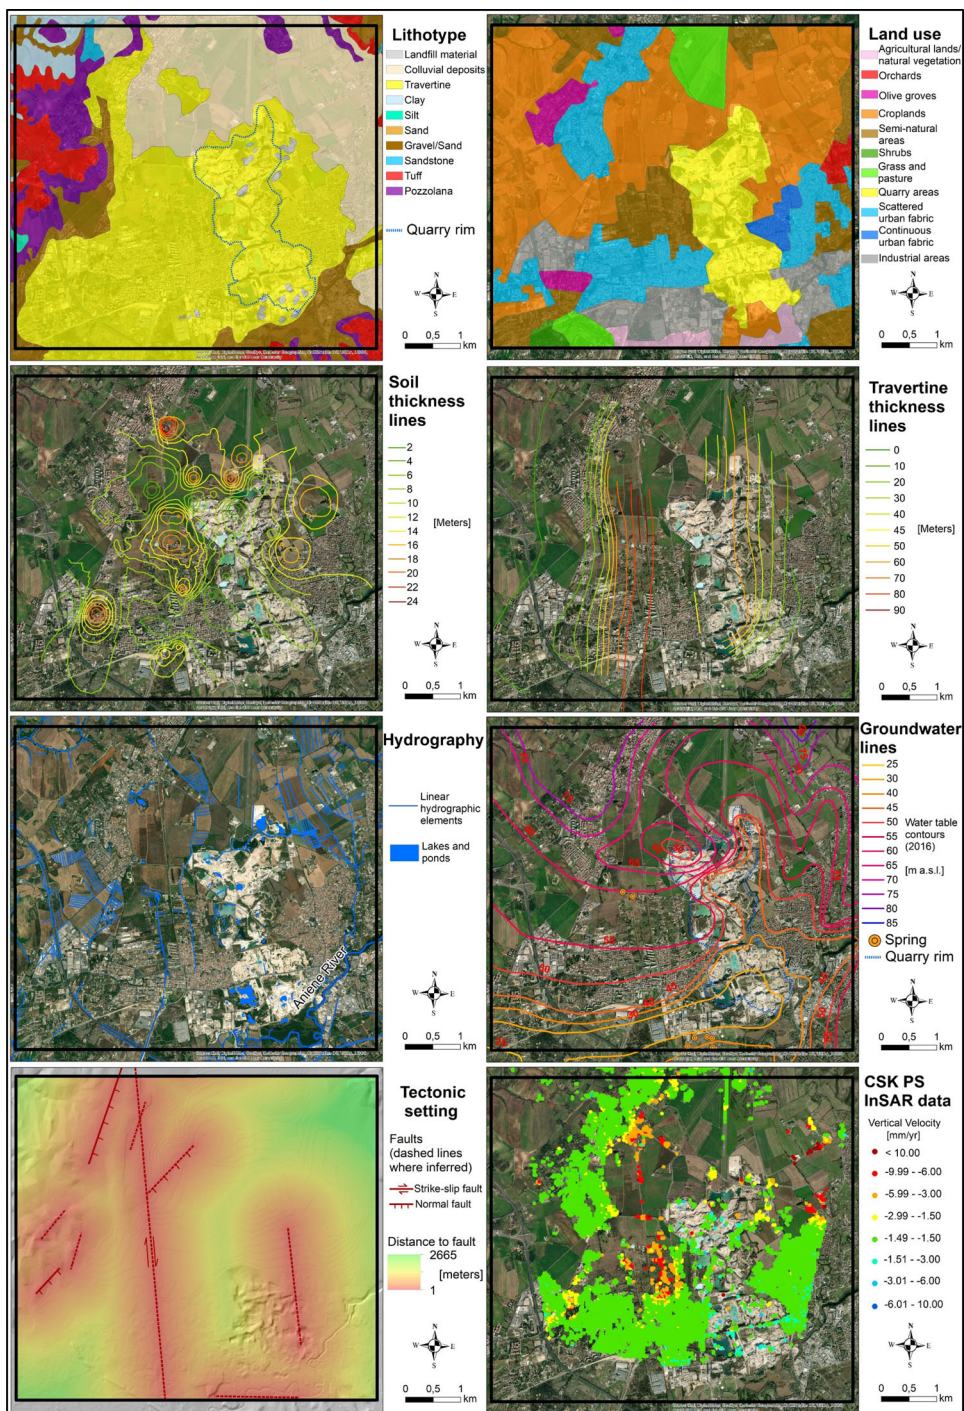 Lithotype
Landfill material
Colluvial deposits
Travertine
Clay
Silt
Sand
Gravel/Sand
Sandstone
Tuff
Pozzolana
Quarry rim
N
W E
S
0 0,5 1
km
Land use
Agricultural lands/
natural vegetation
Orchards
Olive groves
Croplands
Semi-natural
areas
Shrubs
Grass and
pasture
Quarry areas
Scattered
urban fabric
Continuous
urban fabric
Industrial areas
N
W E
S
0 0,5 1
km
Soil
thickness
lines
2
4
6
8
10
12
14
16
18
20
22
24
[Meters]
N
W E
S
0 0,5 1
km
Travertine
thickness
lines
0
10
20
30
40
45
50
60
70
80
90
[Meters]
N
W E
S
0 0,5 1
km
Hydrography
Linear
hydrographic
elements
Lakes and
ponds
Aniene River
N
W E
S
0 0,5 1
km
Groundwater
lines
25
30
40
45
50
55
60
65
70
75
80
85
Water table
contours
(2016)
[m a.s.l.]
Spring
Quarry rim
N
W E
S
0 0,5 1
km
Tectonic
setting
Faults
(dashed lines
where inferred)
Strike-slip fault
Normal fault
Distance to fault
2665
[meters]
1
N
W E
S
0 0,5 1
km
CSK PS
InSAR data
Vertical Velocity
[mm/yr]
< 10.00
-9.99 - -6.00
-5.99 - -3.00
-2.99 - -1.50
-1.49 - -1.50
-1.51 - -3.00
-3.01 - -6.00
-6.01 - 10.00
N
W E
S
0 0,5 1
km